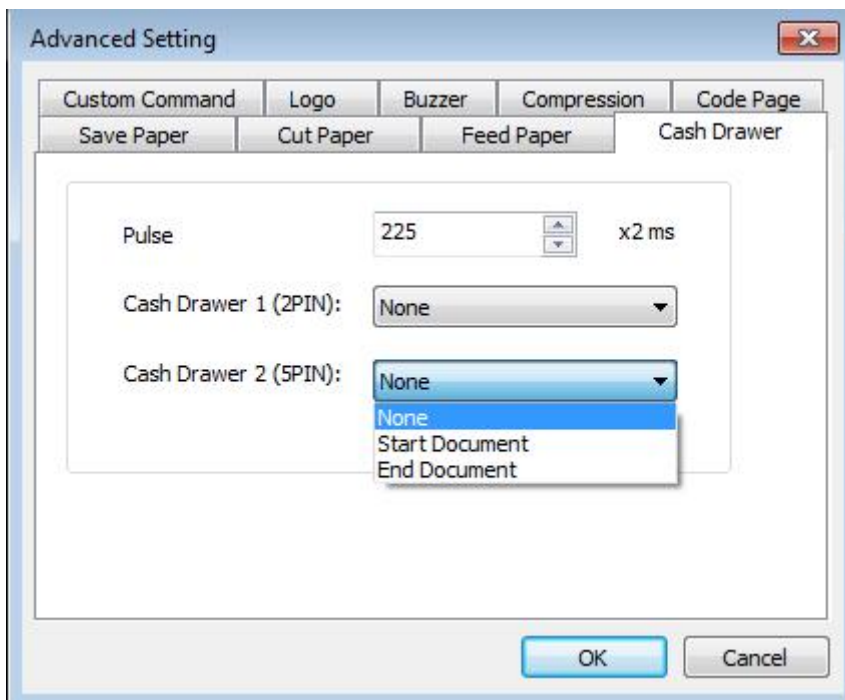 Advanced Setting
Custom Command Logo Buzzer Compression Code Page
Save Paper Cut Paper Feed Paper Cash Drawer
Pulse 225 x2 ms
Cash Drawer 1 (2PIN): None
Cash Drawer 2 (5PIN): None
None
Start Document
End Document
OK Cancel